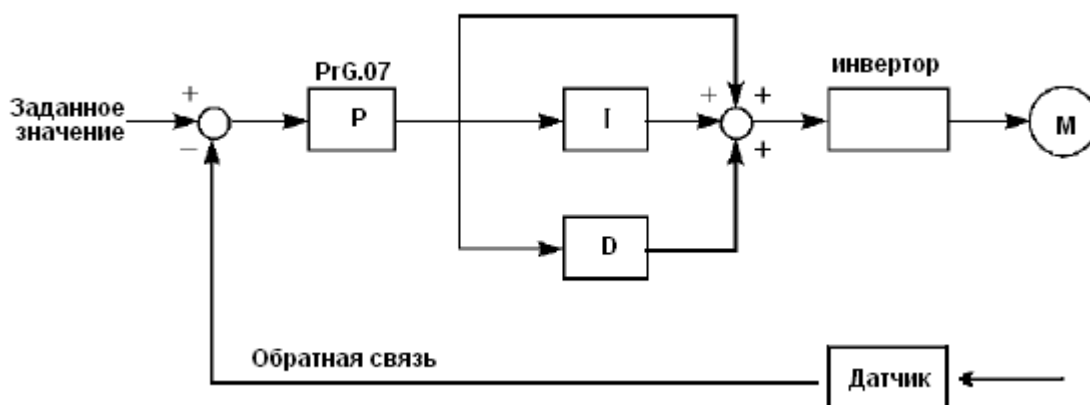 PrG.07
инвертор
Заданное
значение
+
−
P
I
+
+
+
M
D
Обратная связь
Датчик